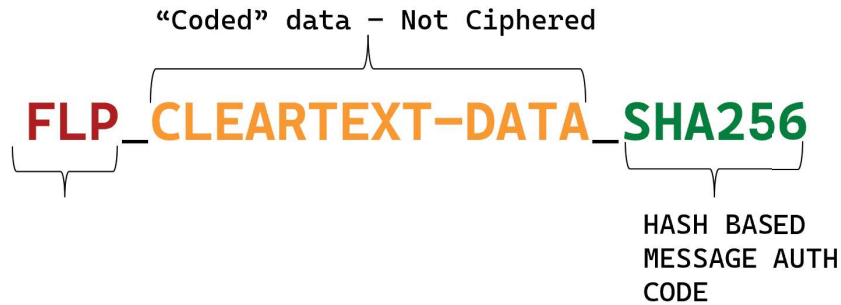 “Coded” data – Not Ciphered
FLP_CLEARTEXT-DATA_SHA256
HASH BASED
MESSAGE AUTH
CODE